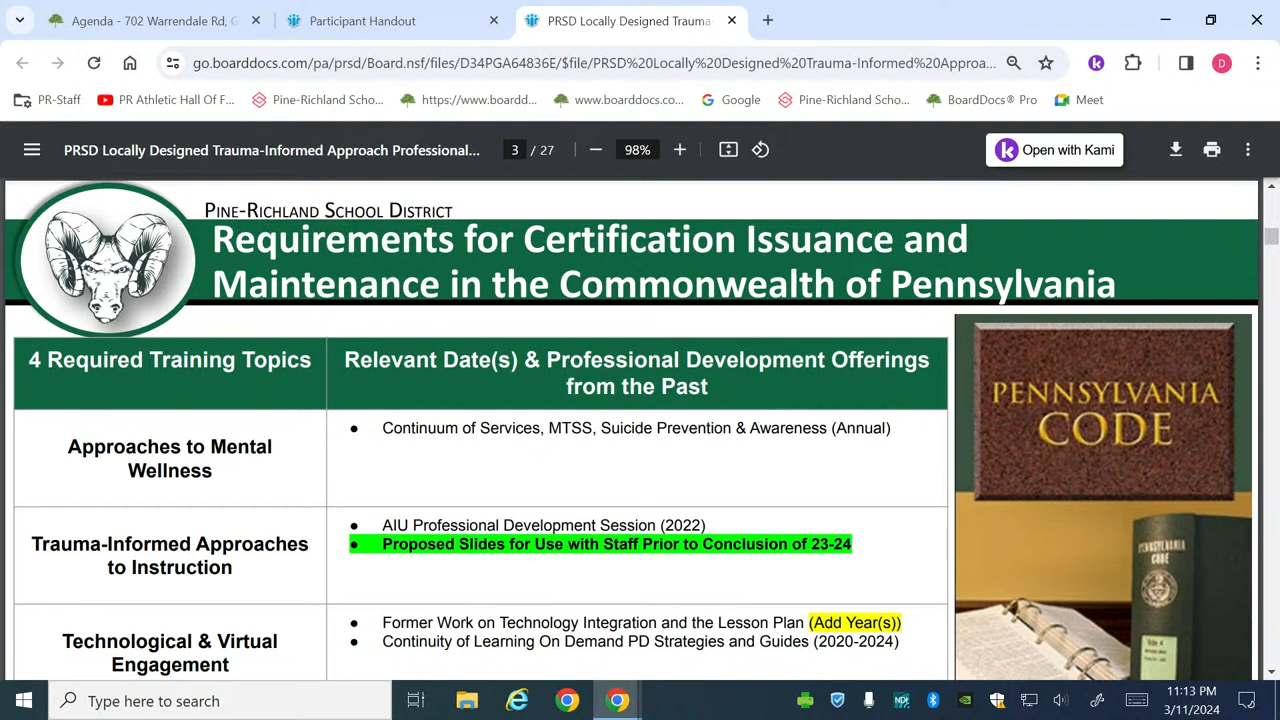 Agenda - 702 Warrendale Rd, G
Participant Handout
PRSD Locally Designed Trauma-
go.boarddocs.com/pa/prsd/Board.nsf/files/D34PGA64836E/$file/PRSD%20Locally%20Designed%20Trauma-Informed%20Approa...
D
PR-Staff
PR Athletic Hall Of F...
Pine-Richland Scho...
https://www.boardd...
www.boarddocs.co...
Google
Pine-Richland Scho...
BoardDocs® Pro
Meet
PRSD Locally Designed Trauma-Informed Approach Professional...
3 / 27
98%
k Open with Kami
PINE-RICHLAND SCHOOL DISTRICT
Requirements for Certification Issuance and
Maintenance in the Commonwealth of Pennsylvania
4 Required Training Topics
Relevant Date(s) & Professional Development Offerings
from the Past
Approaches to Mental
Wellness
● Continuum of Services, MTSS, Suicide Prevention & Awareness (Annual)
Trauma-Informed Approaches
to Instruction
● AIU Professional Development Session (2022)
● Proposed Slides for Use with Staff Prior to Conclusion of 23-24
Technological & Virtual
Engagement
● Former Work on Technology Integration and the Lesson Plan (Add Year(s))
● Continuity of Learning On Demand PD Strategies and Guides (2020-2024)
PENNSYLVANIA
CODE
PENNSYLVANIA
CODE
Type here to search
11:13 PM
3/11/2024